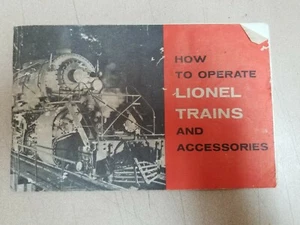 HOW
TO OPERATE
LIONEL
TRAINS
AND
ACCESSORIES